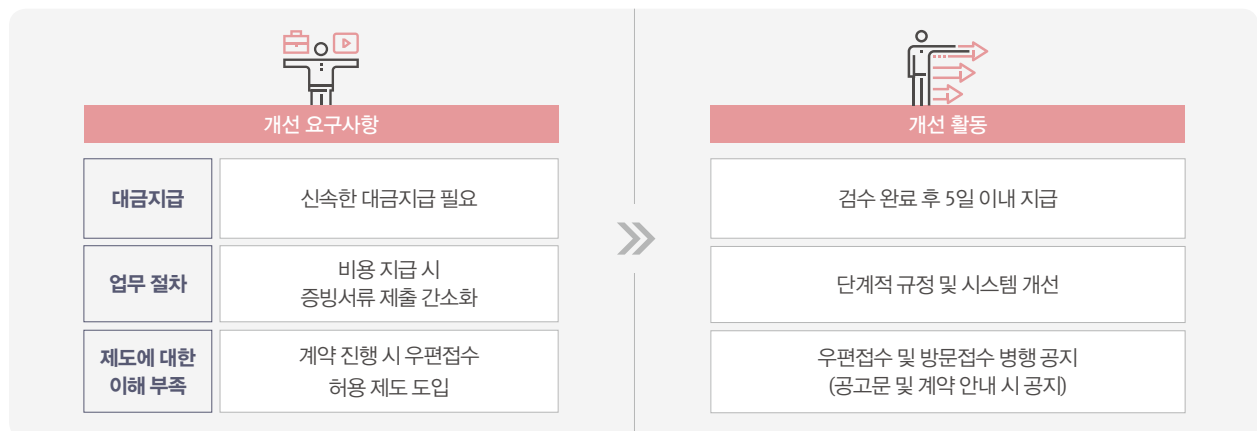 개선 요구사항
대금지급
신속한 대금지급 필요
업무 절차
비용 지급 시
증빙서류 제출 간소화
제도에 대한
이해 부족
계약 진행 시 우편접수
허용 제도 도입
개선 활동
검수 완료 후 5일 이내 지급
단계적 규정 및 시스템 개선
우편접수 및 방문접수 병행 공지
(공고문 및 계약 안내 시 공지)